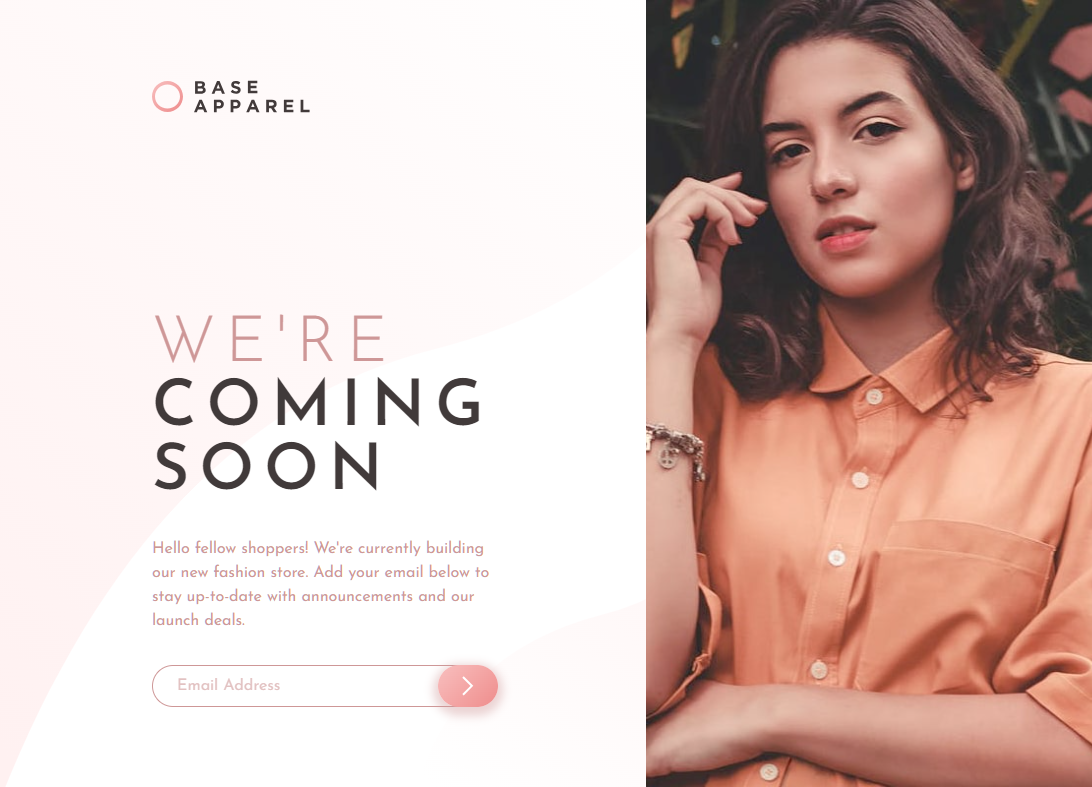 BASE
APPAREL
WE'RE
COMING
SOON
Hello fellow shoppers! We're currently building
our new fashion store. Add your email below to
stay up-to-date with announcements and our
launch deals.
Email Address